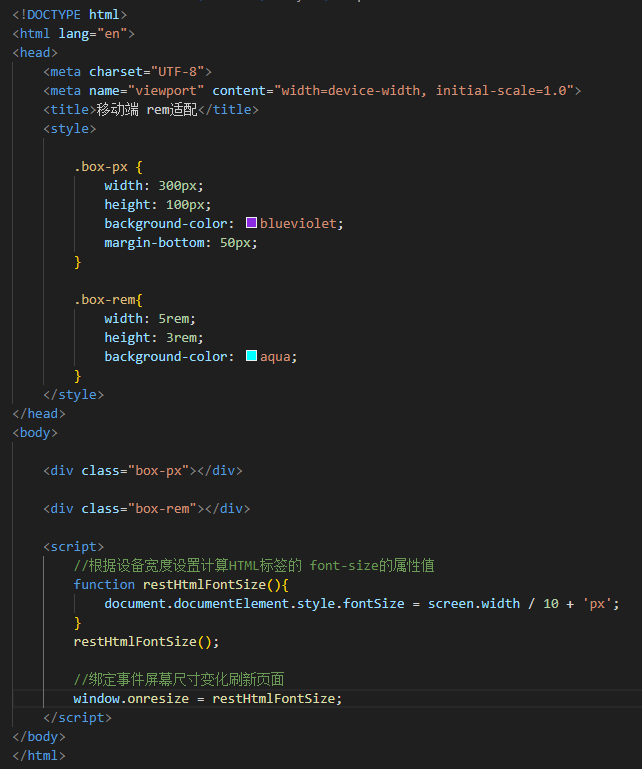 <!DOCTYPE html>
<html lang="en">
<head>
    <meta charset="UTF-8">
    <meta name="viewport" content="width=device-width, initial-scale=1.0">
    <title>移动端 rem适配</title>
    <style>

        .box-px {
            width: 300px;
            height: 100px;
            background-color: blueviolet;
            margin-bottom: 50px;
        }

        .box-rem{
            width: 5rem;
            height: 3rem;
            background-color: aqua;
        }
    </style>
</head>
<body>

    <div class="box-px"></div>

    <div class="box-rem"></div>

    <script>
        //根据设备宽度设置计算HTML标签的 font-size的属性值
        function restHtmlFontSize(){
            document.documentElement.style.fontSize = screen.width / 10 + 'px';
        }
        restHtmlFontSize();

        //绑定事件屏幕尺寸变化刷新页面
        window.onresize = restHtmlFontSize;
    </script>
</body>
</html>